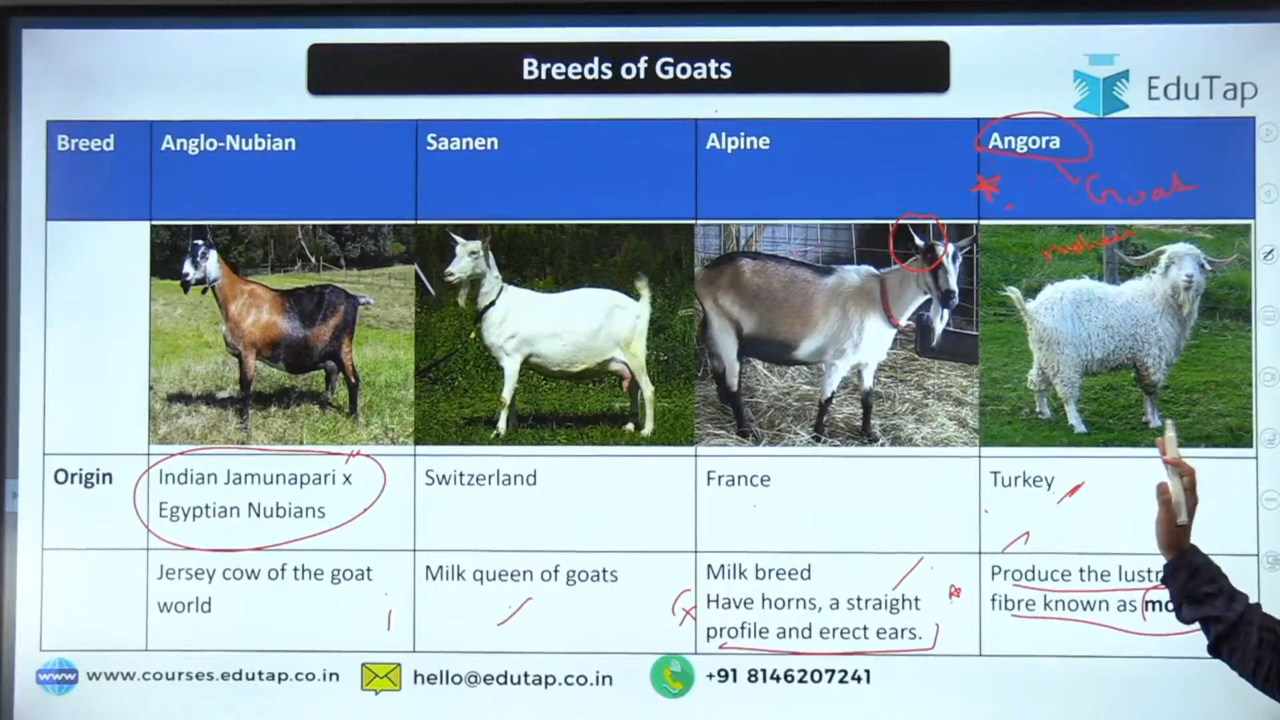 Breeds of Goats
EduTap
Breed
Anglo-Nubian
Saanen
Alpine
Angora
Goat
Origin
Indian Jamunapari x
Egyptian Nubians
Switzerland
France
Turkey
Jersey cow of the goat
world
Milk queen of goats
Milk breed
Have horns, a straight
profile and erect ears.
Produce the
fibre known as
www www.courses.edutap.co.in
hello@edutap.co.in
+91 8146207241